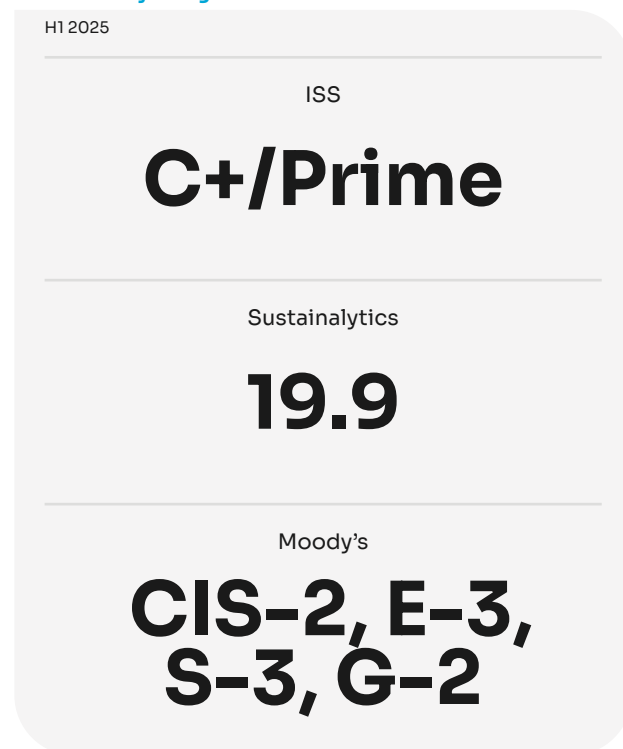 H1 2025
ISS
C+/Prime
Sustainalytics
19.9
Moody’s
CIS–2, E–3,
S–3, G–2